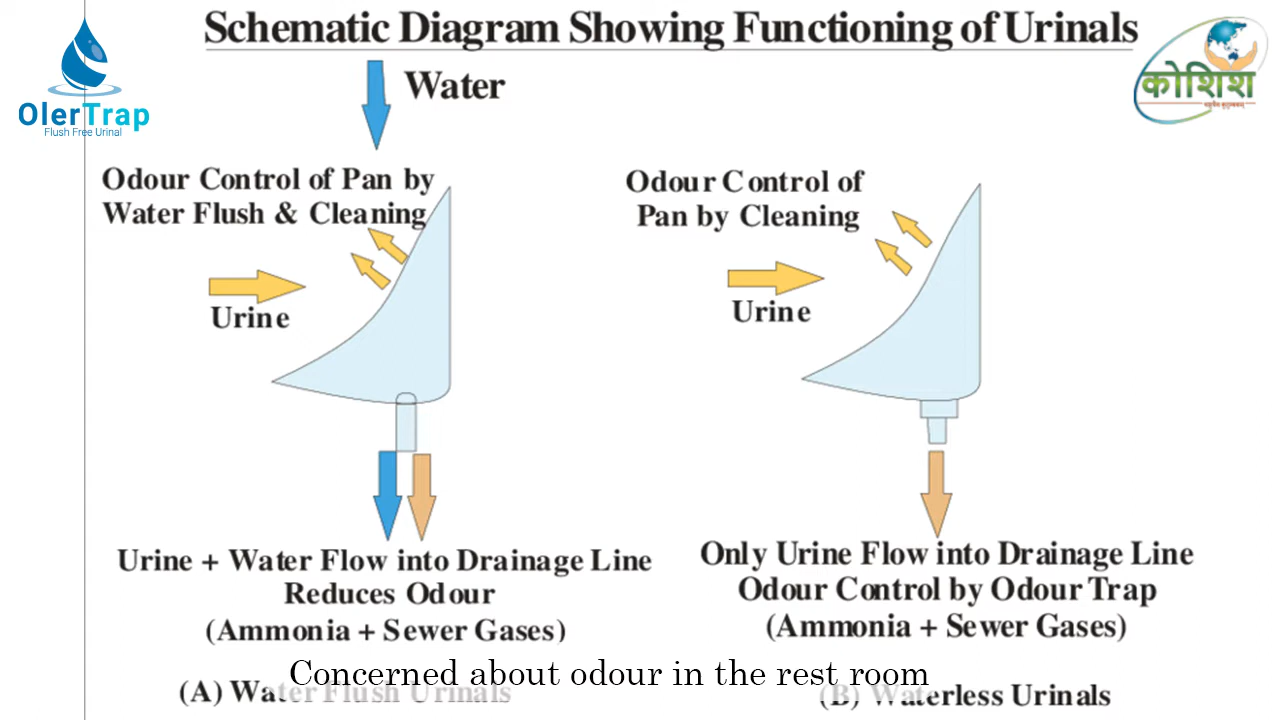 Schematic Diagram Showing Functioning of Urinals
OlerTrap
Flush Free Urinal
कोशिश
Water
Odour Control of Pan by
Water Flush & Cleaning
Urine
Urine + Water Flow into Drainage Line
Reduces Odour
(Ammonia + Sewer Gases)
(A) Water Flush Urinals
Odour Control of
Pan by Cleaning
Urine
Only Urine Flow into Drainage Line
Odour Control by Odour Trap
(Ammonia + Sewer Gases)
(B) Waterless Urinals
Concerned about odour in the rest room